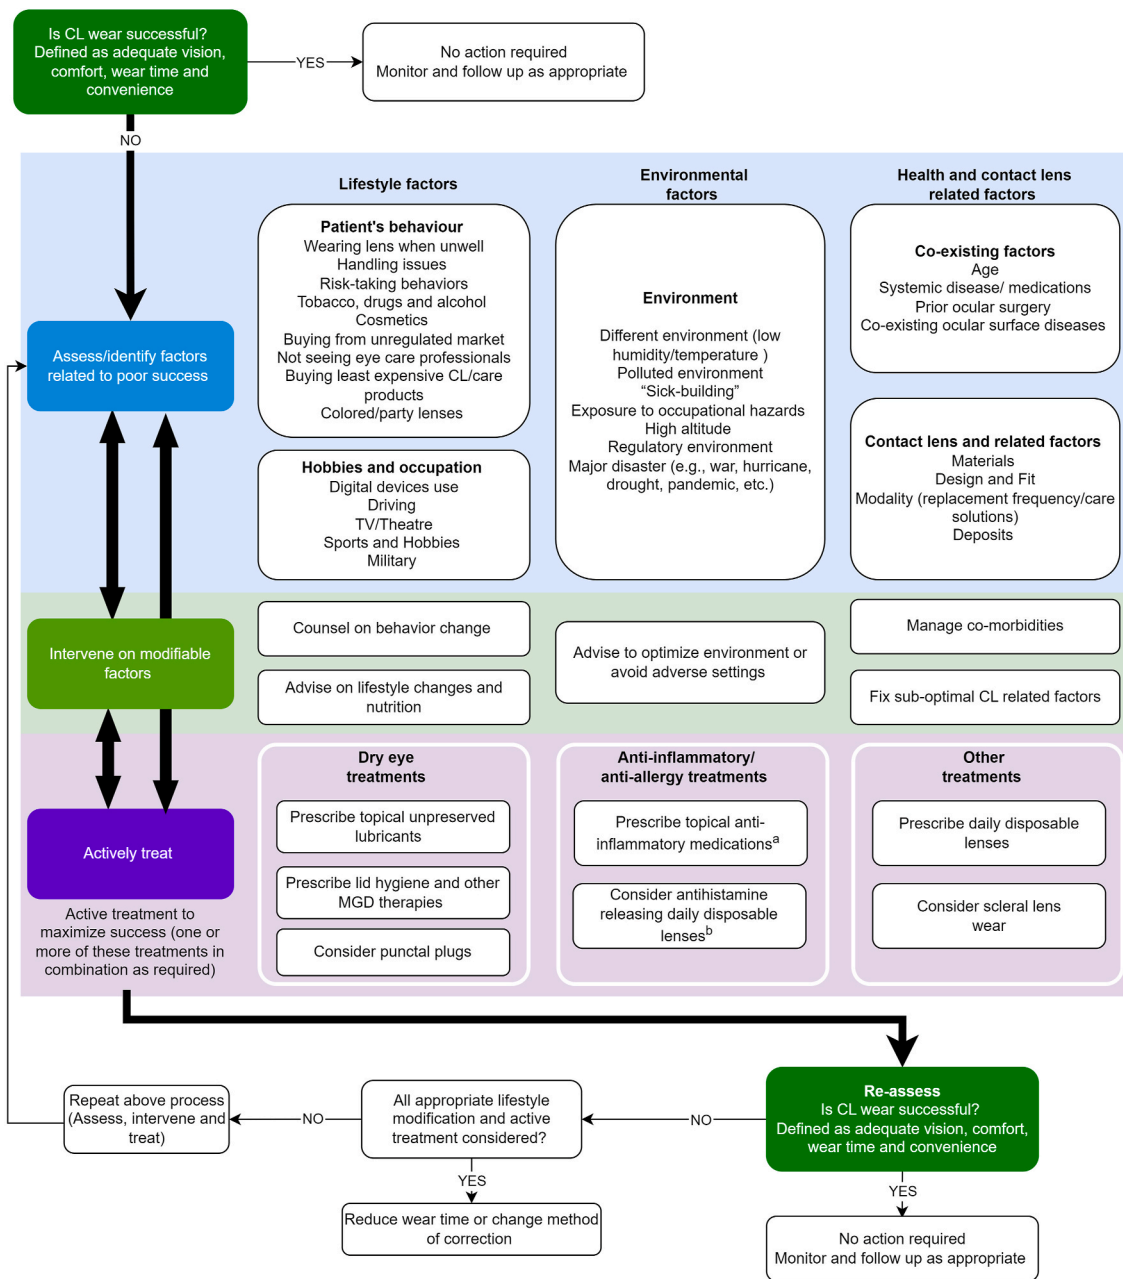 Is CL wear successful?
Defined as adequate vision,
comfort, wear time and
convenience
YES
No action required
Monitor and follow up as appropriate
NO
Lifestyle factors
Environmental
factors
Health and contact lens
related factors
Patient's behaviour
Wearing lens when unwell
Handling issues
Risk-taking behaviors
Tobacco, drugs and alcohol
Cosmetics
Buying from unregulated market
Not seeing eye care professionals
Buying least expensive CL/care
products
Colored/party lenses
Hobbies and occupation
Digital devices use
Driving
TV/Theatre
Sports and Hobbies
Military
Environment
Different environment (low
humidity/temperature )
Polluted environment
“Sick-building”
Exposure to occupational hazards
High altitude
Regulatory environment
Major disaster (e.g., war, hurricane,
drought, pandemic, etc.)
Co-existing factors
Age
Systemic disease/ medications
Prior ocular surgery
Co-existing ocular surface diseases
Contact lens and related factors
Materials
Design and Fit
Modality (replacement frequency/care
solutions)
Deposits
Assess/identify factors
related to poor success
Intervene on modifiable
factors
Counsel on behavior change
Advise on lifestyle changes and
nutrition
Advise to optimize environment or
avoid adverse settings
Manage co-morbidities
Fix sub-optimal CL related factors
Actively treat
Active treatment to
maximize success (one or
more of these treatments in
combination as required)
Dry eye
treatments
Prescribe topical unpreserved
lubricants
Prescribe lid hygiene and other
MGD therapies
Consider punctal plugs
Anti-inflammatory/
anti-allergy treatments
Prescribe topical anti-
inflammatory medicationsᵃ
Consider antihistamine
releasing daily disposable
lensesᵇ
Other
treatments
Prescribe daily disposable
lenses
Consider scleral lens
wear
Re-assess
Is CL wear successful?
Defined as adequate vision, comfort,
wear time and convenience
NO
All appropriate lifestyle
modification and active
treatment considered?
NO
Repeat above process
(Assess, intervene and
treat)
YES
Reduce wear time or change method
of correction
YES
No action required
Monitor and follow up as appropriate